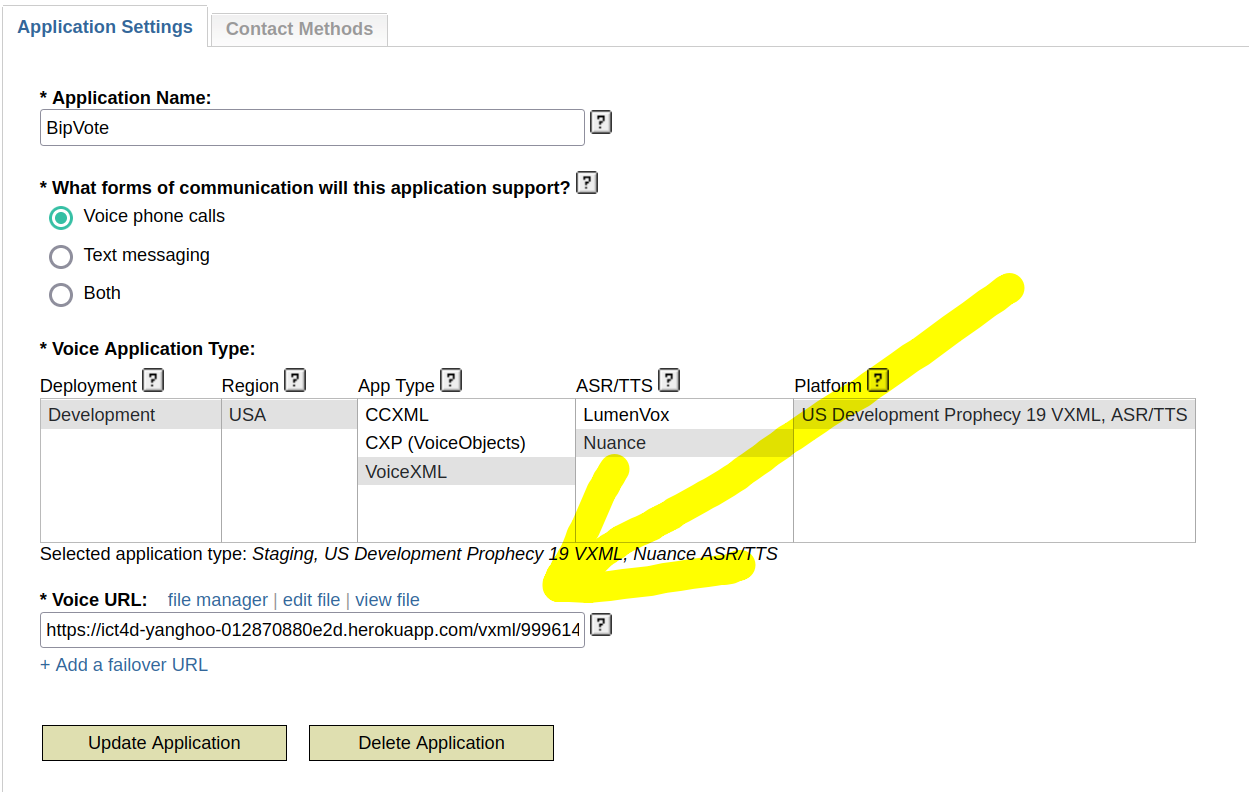 Application Settings
Contact Methods
* Application Name:
?
BipVote
* What forms of communication will this application support?
?
Voice phone calls
Text messaging
Both
* Voice Application Type:
Deployment ? Region ? App Type ? ASR/TTS ? Platform ?
Development USA CCXML LumenVox US Development Prophecy 19 VXML, ASR/TTS
CXP (VoiceObjects) Nuance
VoiceXML
Selected application type: Staging, US Development Prophecy 19 VXML, Nuance ASR/TTS
* Voice URL: file manager | edit file | view file
https://ict4d-yanghoo-012870880e2d.herokuapp.com/vxml/999614 ?
+ Add a failover URL
Update Application Delete Application